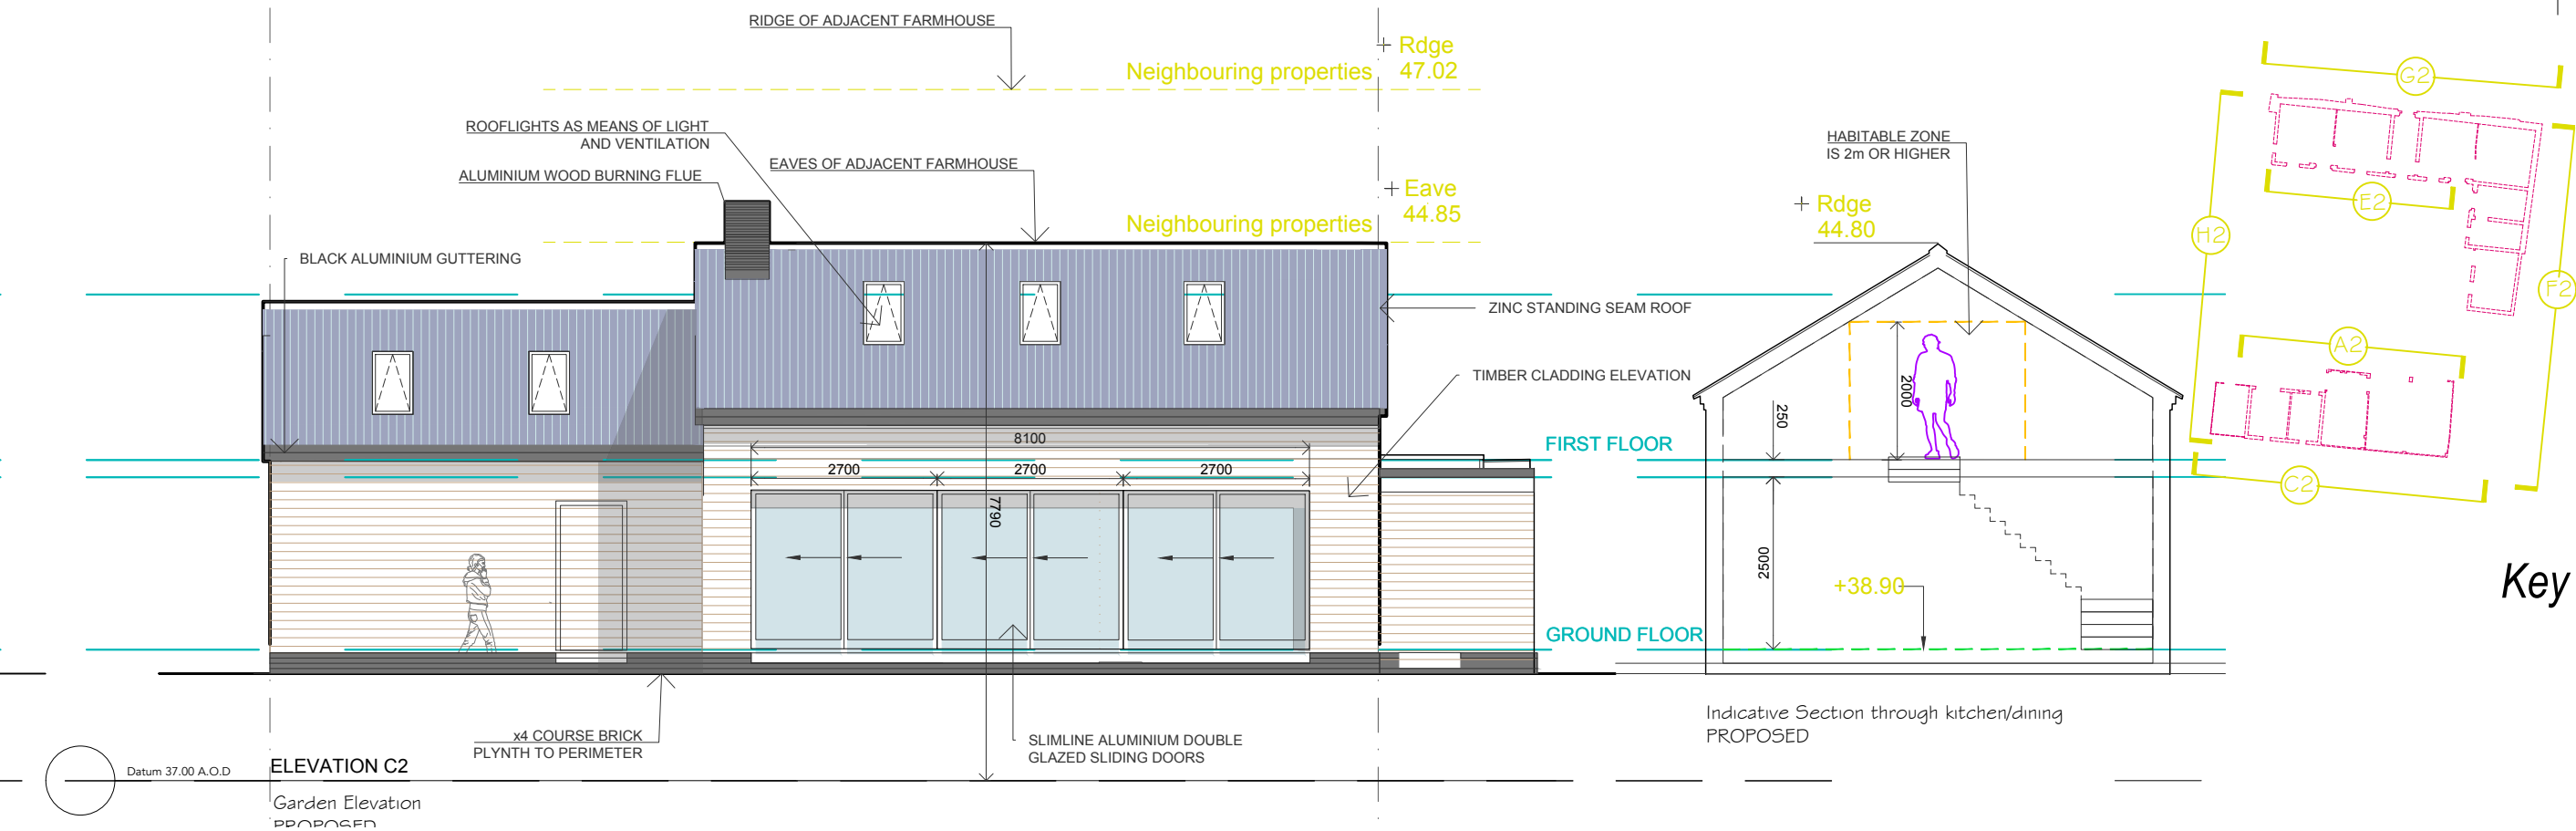 RIDGE OF ADJACENT FARMHOUSE
Rdge
47.02
Neighbouring properties
ROOFLIGHTS AS MEANS OF LIGHT
AND VENTILATION
EAVES OF ADJACENT FARMHOUSE
ALUMINIUM WOOD BURNING FLUE
Eave
44.85
Neighbouring properties
BLACK ALUMINIUM GUTTERING
ZINC STANDING SEAM ROOF
TIMBER CLADDING ELEVATION
8100
2700
2700
2700
7790
FIRST FLOOR
GROUND FLOOR
x4 COURSE BRICK
PLYNTH TO PERIMETER
SLIMLINE ALUMINIUM DOUBLE
GLAZED SLIDING DOORS
Datum 37.00 A.O.D
ELEVATION C2
Garden Elevation
PROPOSED
HABITABLE ZONE
IS 2m OR HIGHER
Rdge
44.80
2000
250
2500
+38.90
Indicative Section through kitchen/dining
PROPOSED
G2
E2
H2
F2
A2
C2
Key